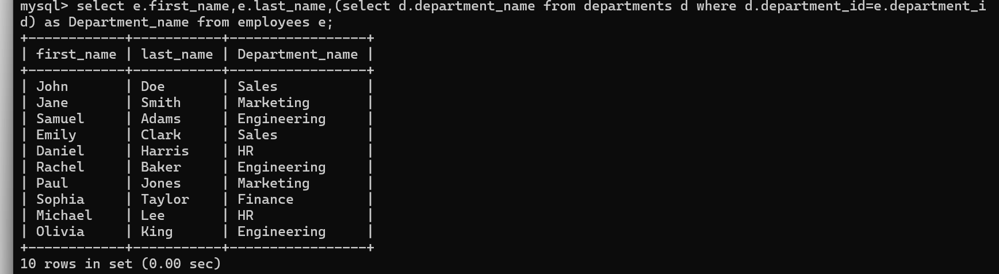 mysql> select e.first_name,e.last_name,(select d.department_name from departments d where d.department_id=e.department_i
d) as Department_name from employees e;
+------------+-----------+-----------------+
| first_name | last_name | Department_name |
+------------+-----------+-----------------+
| John       | Doe       | Sales           |
| Jane       | Smith     | Marketing       |
| Samuel     | Adams     | Engineering     |
| Emily      | Clark     | Sales           |
| Daniel     | Harris    | HR              |
| Rachel     | Baker     | Engineering     |
| Paul       | Jones     | Marketing       |
| Sophia     | Taylor    | Finance         |
| Michael    | Lee       | HR              |
| Olivia     | King      | Engineering     |
+------------+-----------+-----------------+
10 rows in set (0.00 sec)